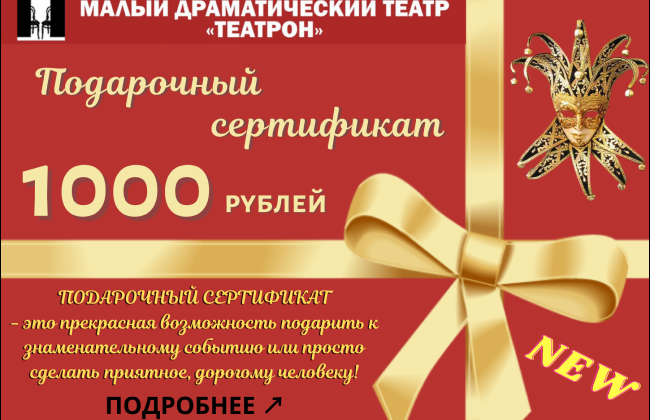 МАЛЫЙ ДРАМАТИЧЕСКИЙ ТЕАТР
«ТЕАТРОН»
Подарочный
сертификат
1000 РУБЛЕЙ
ПОДАРОЧНЫЙ СЕРТИФИКАТ
– это прекрасная возможность подарить к
знаменательному событию или просто
сделать приятное, дорогому человеку!
NEW
ПОДРОБНЕЕ ↗